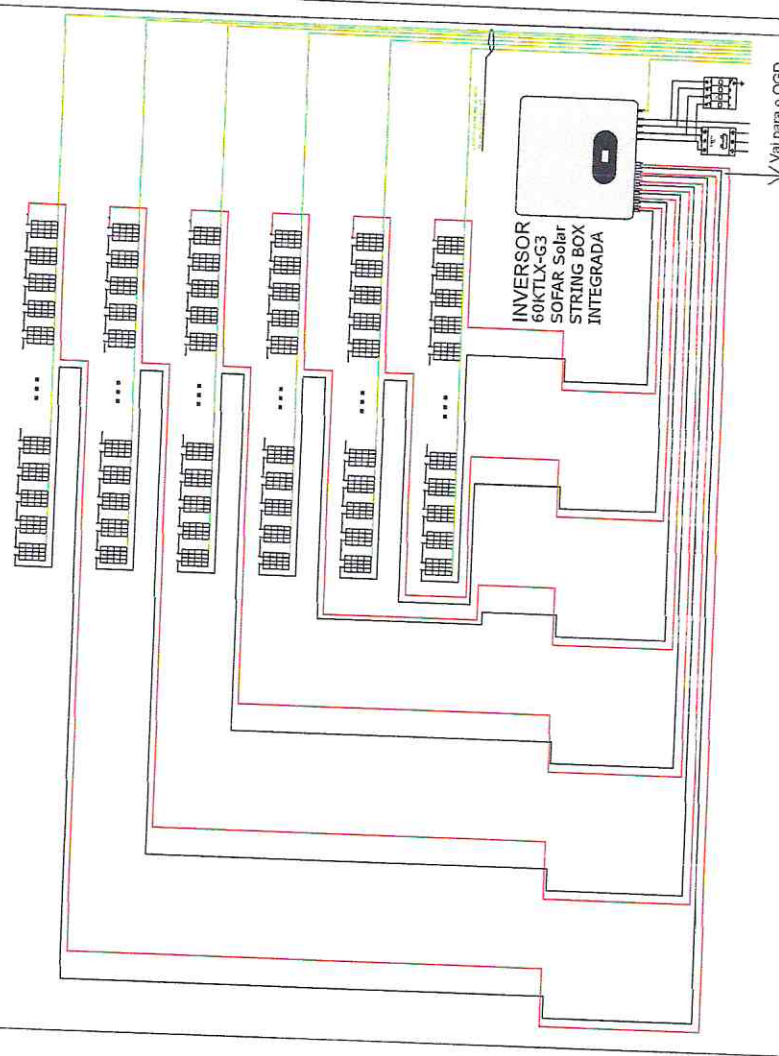 INVERSOR
60KTLX-G3
SOFAR Solar
STRING BOX
INTEGRADA
Vai para o QGD